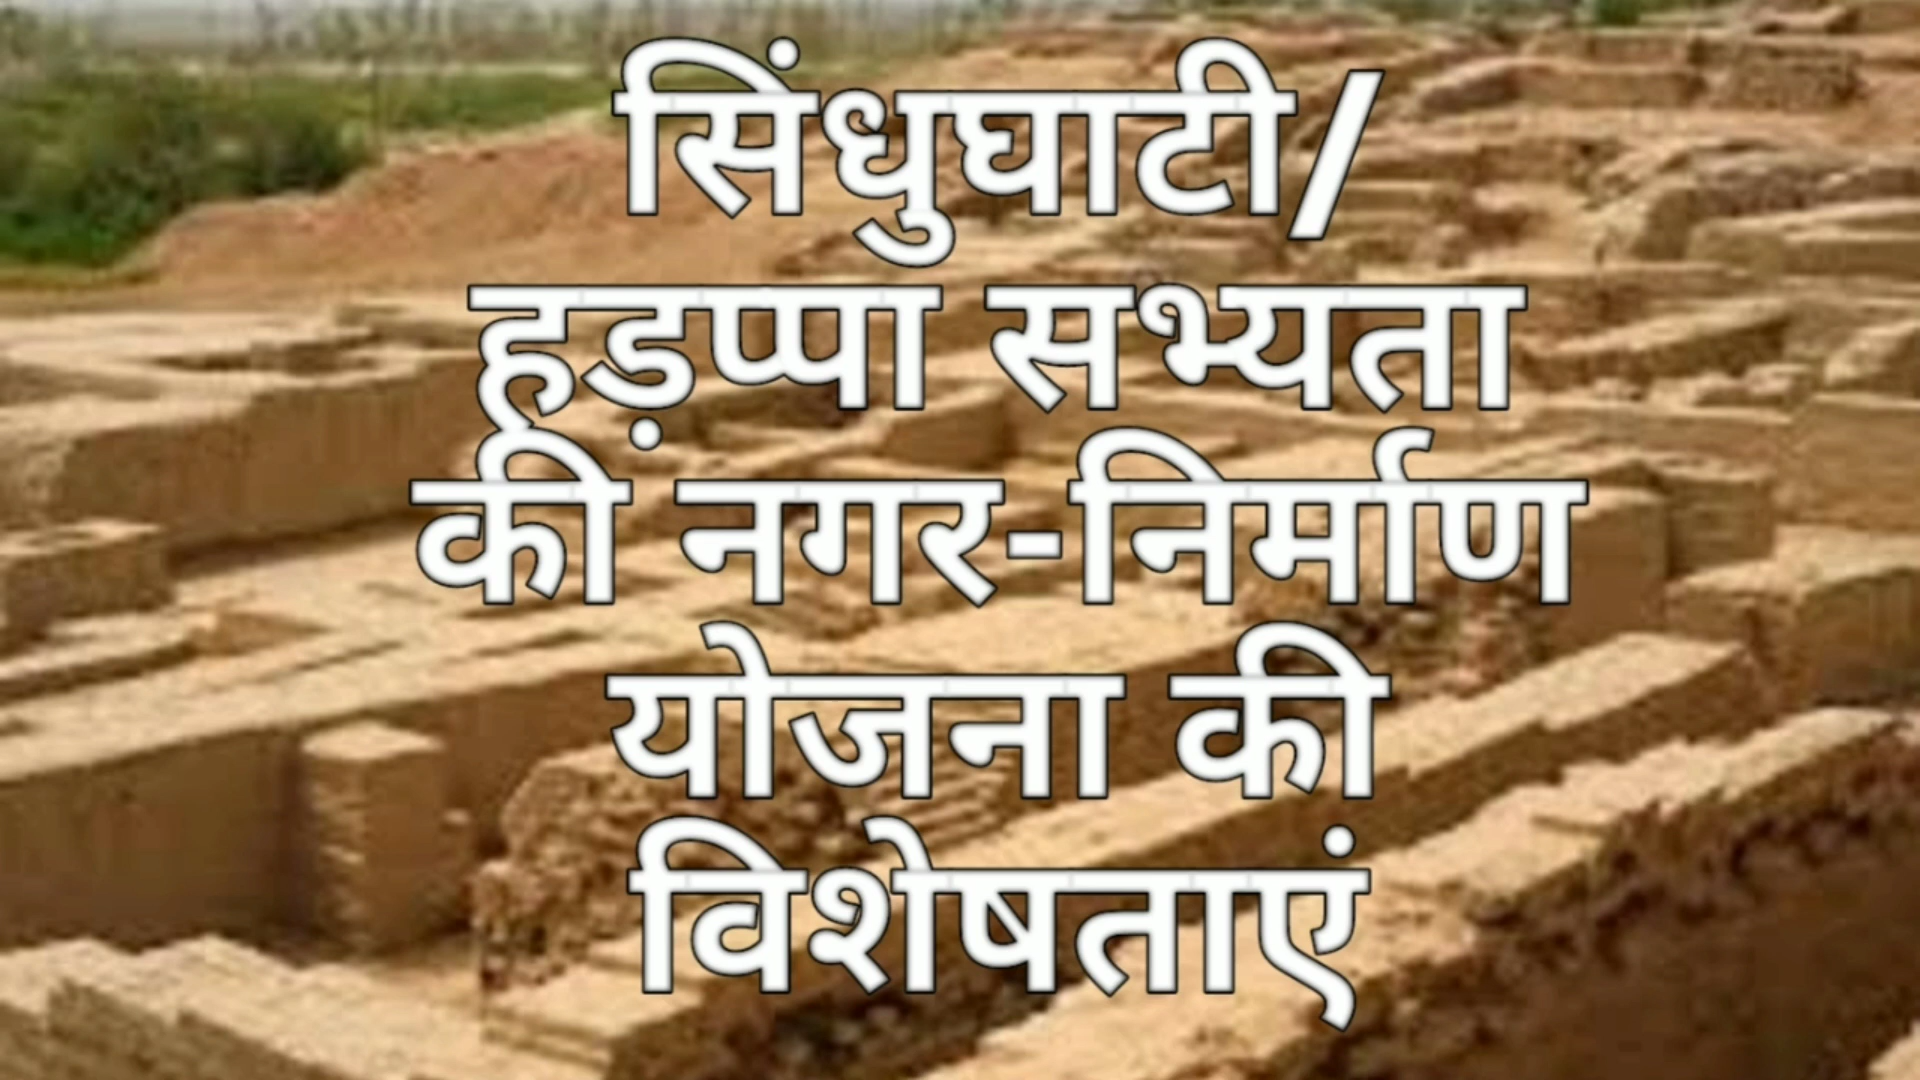 सिंधुघाटी/
हड़प्पा सभ्यता
की नगर-निर्माण
योजना की
विशेषताएं